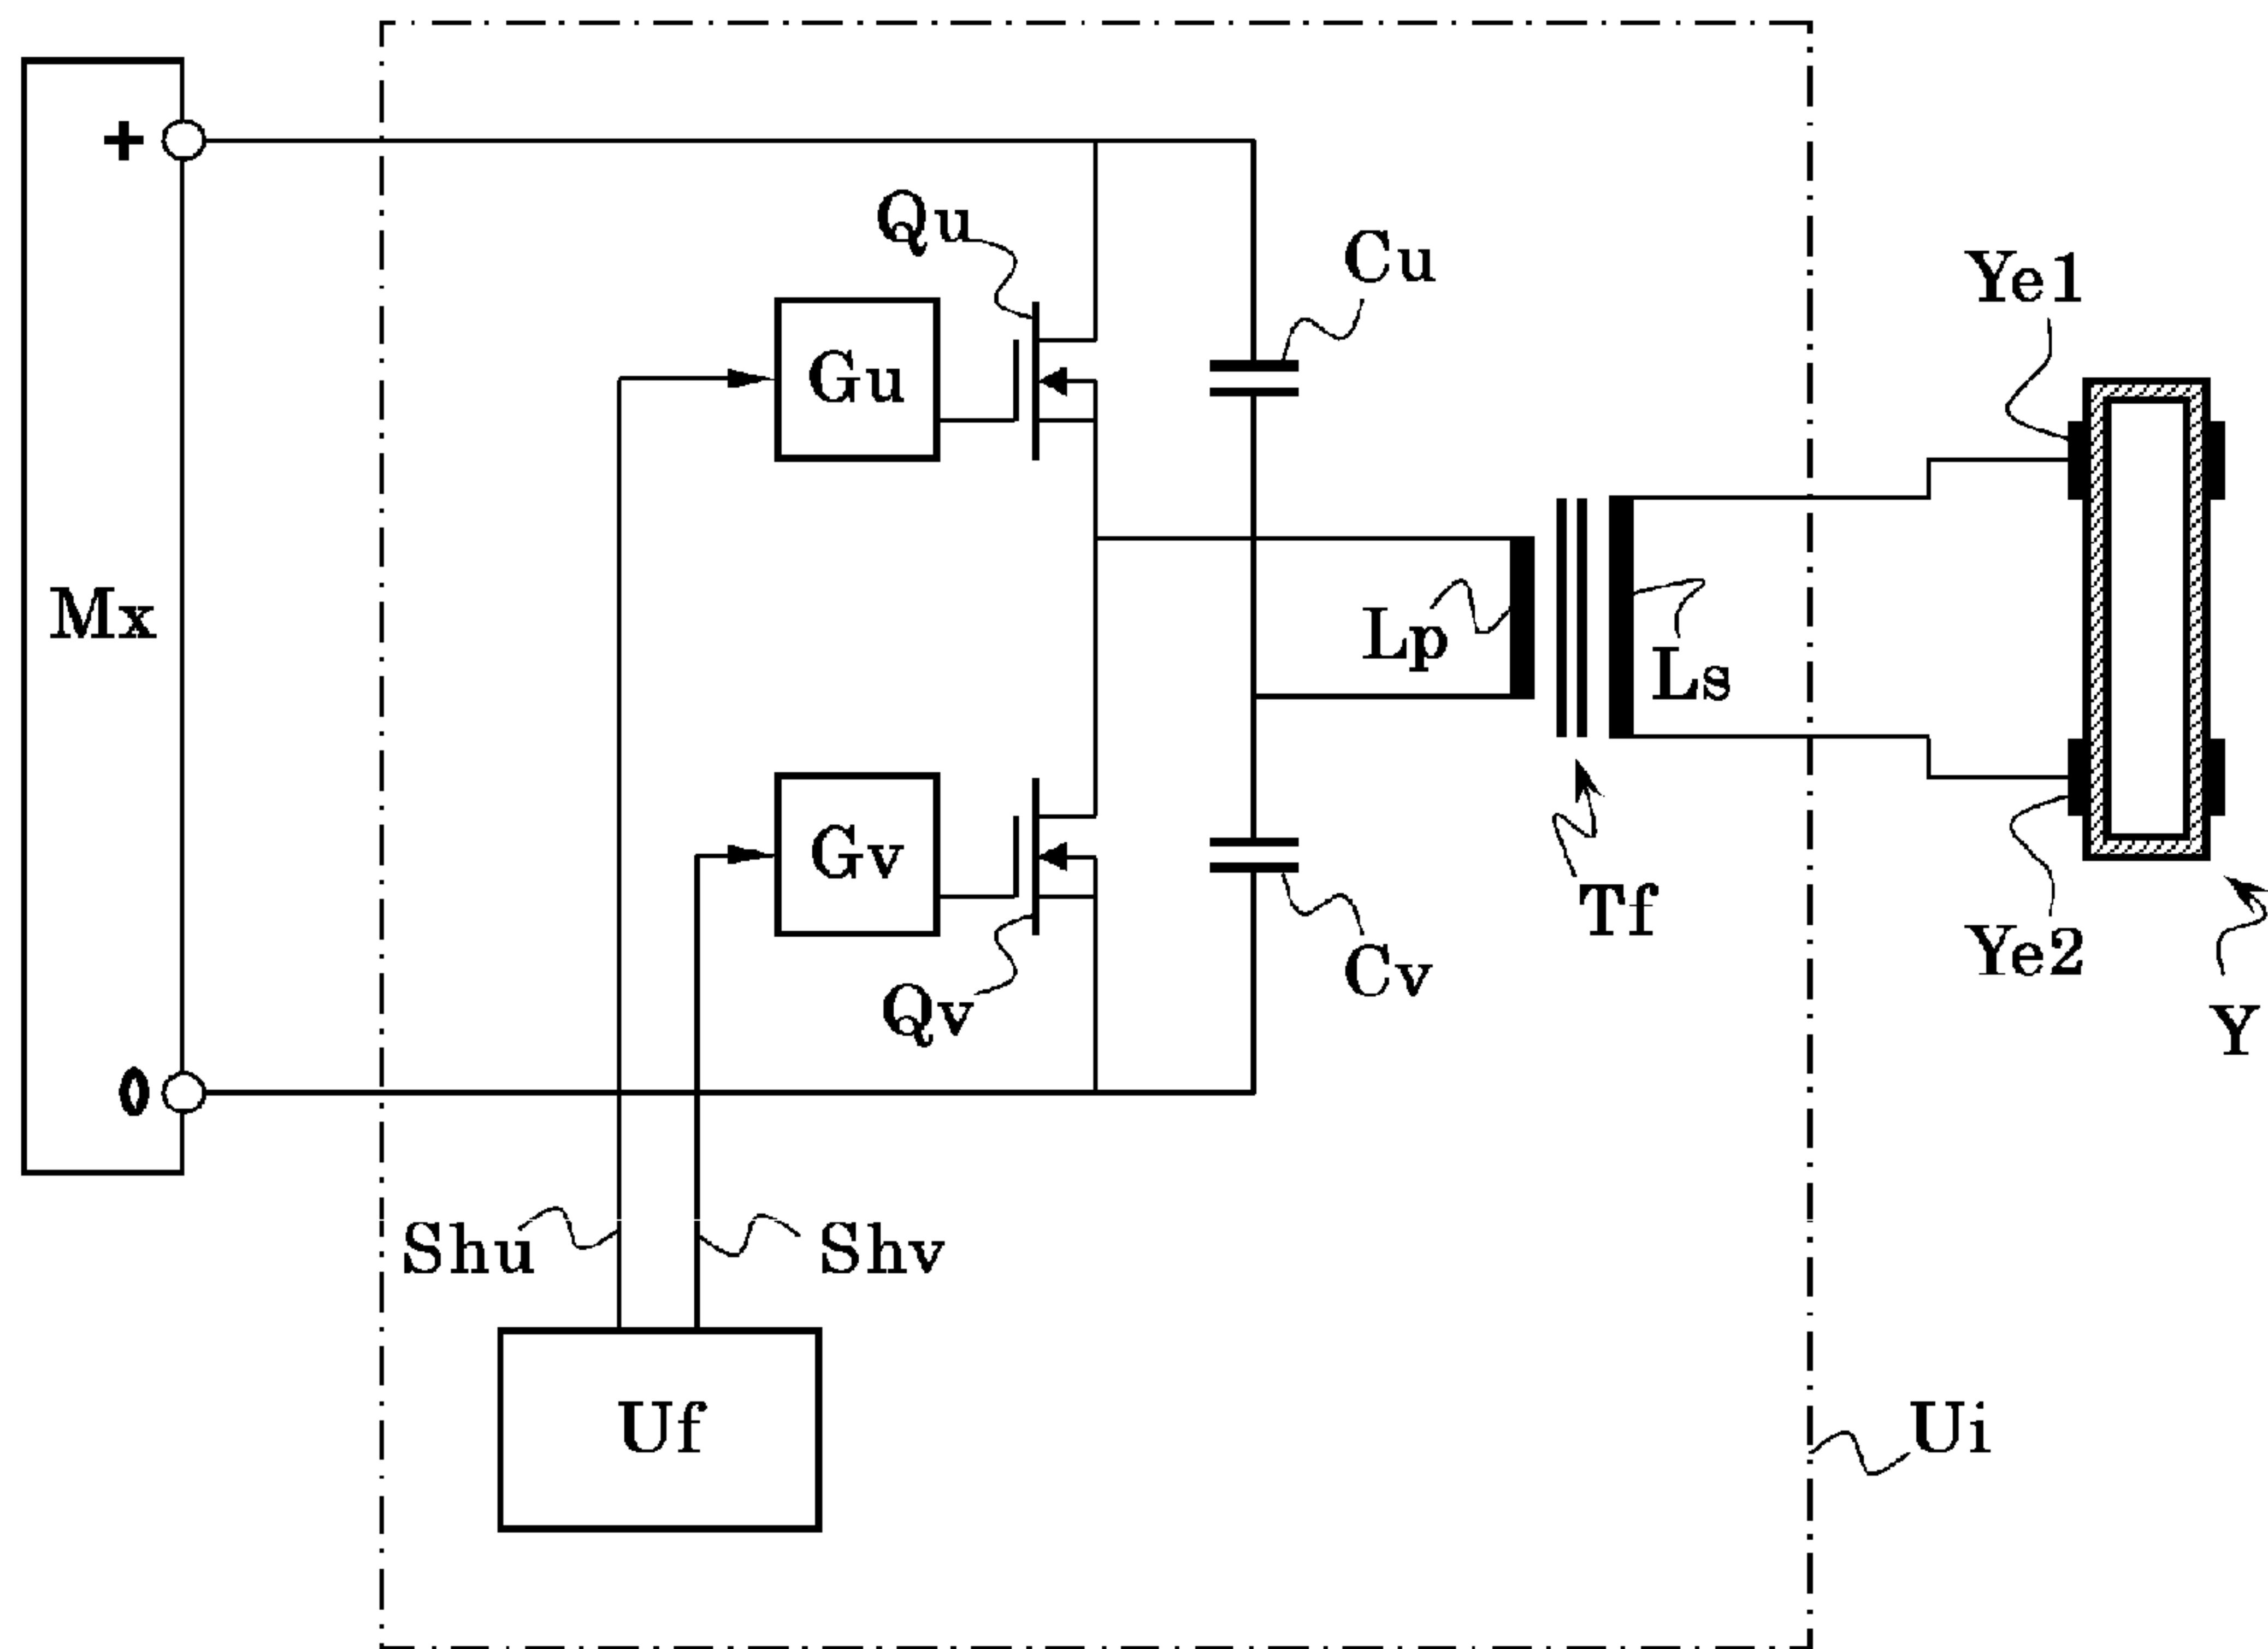 +
Qu
Cu
Ye1
Gu
Mx
Lp
Ls
Gv
Tf
Qv
Cv
Ye2
Y
0
Shu
Shv
Uf
Ui